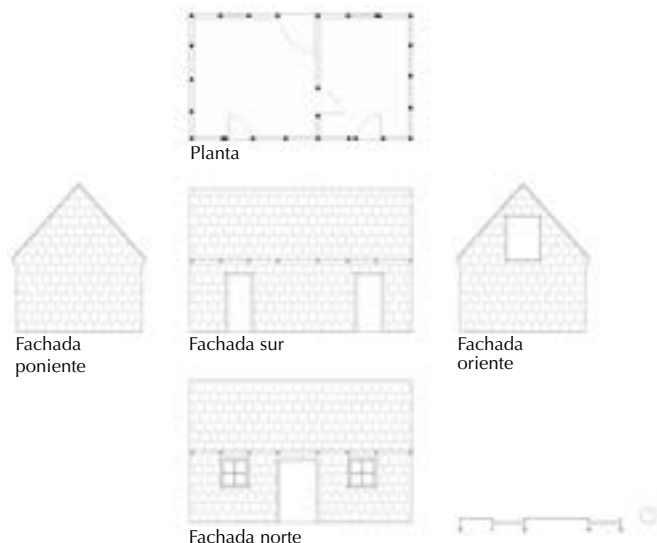 Planta
Fachada
poniente
Fachada sur
Fachada
oriente
Fachada norte